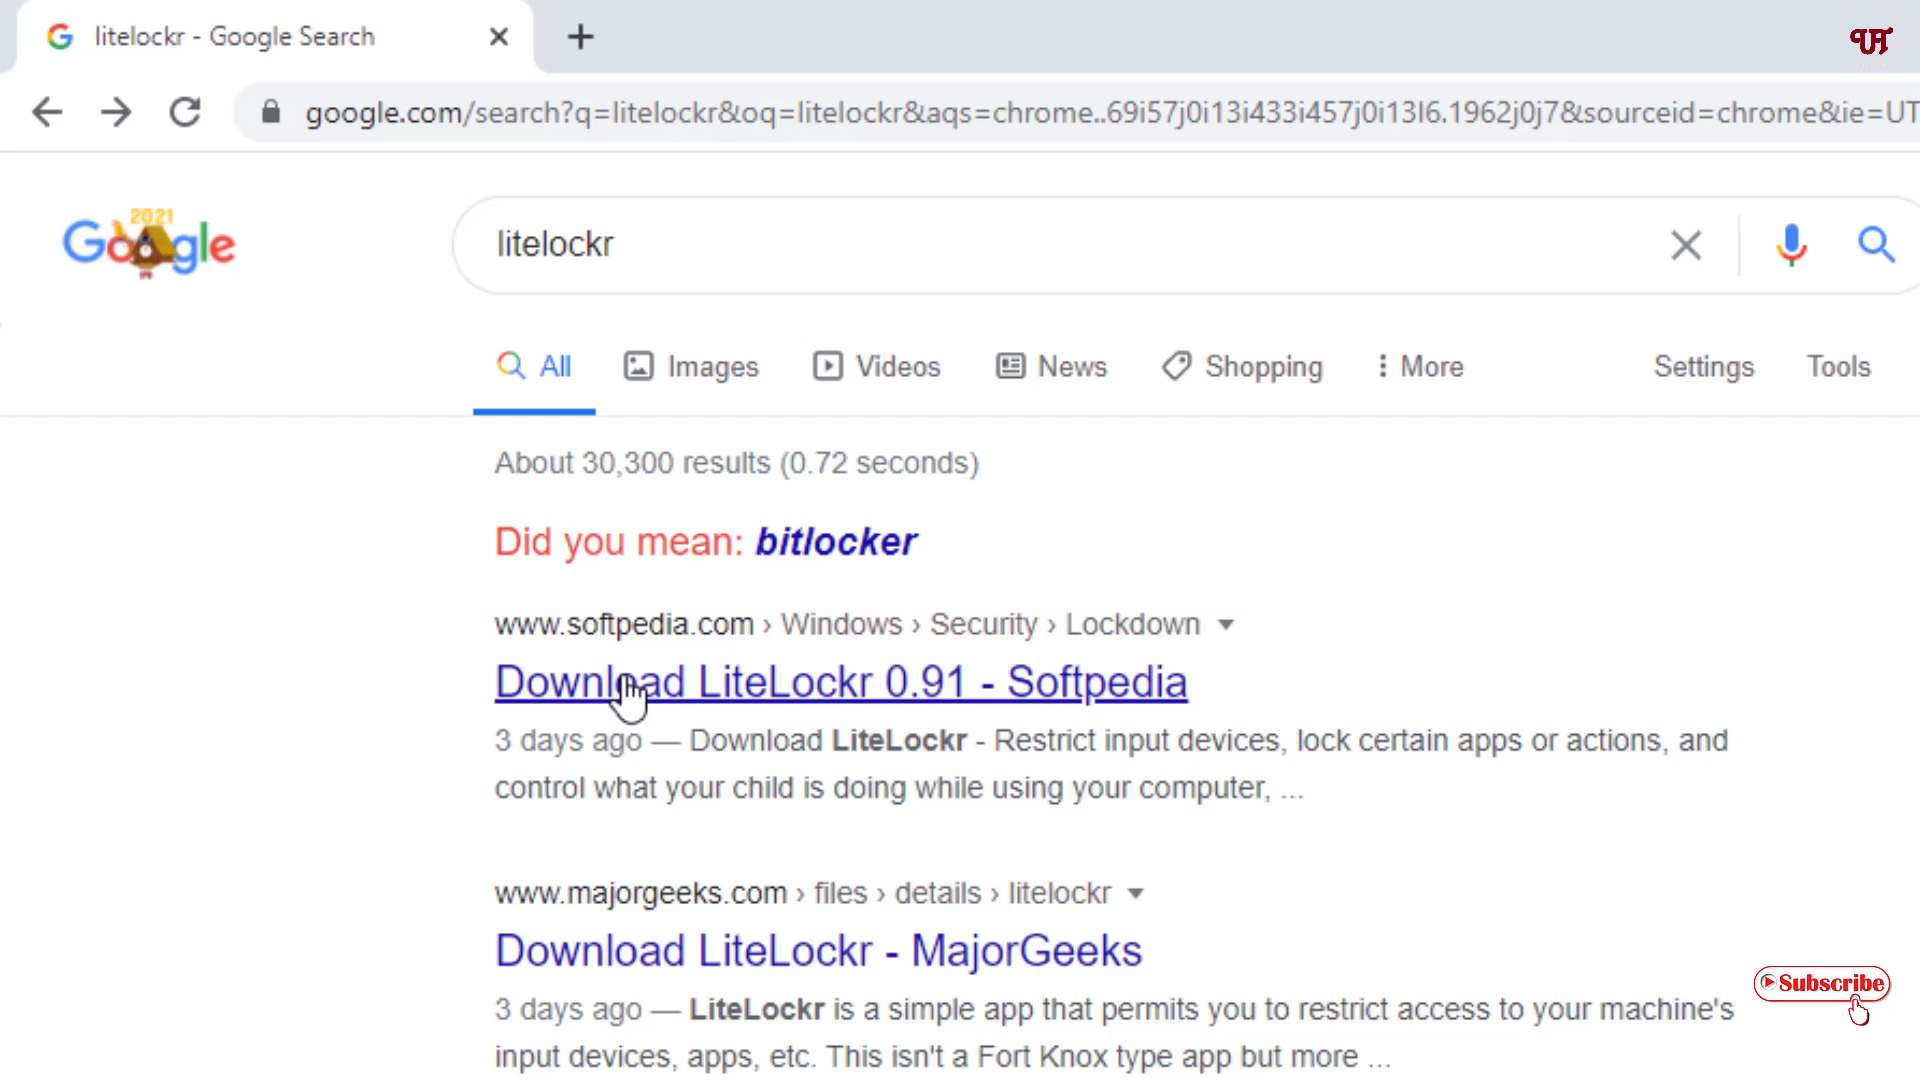 litelockr - Google Search
UT
google.com/search?q=litelockr&oq=litelockr&aqs=chrome..69i57j0i13i433i457j0i13l6.1962j0j7&sourceid=chrome&ie=UT
2021
Google
litelockr
All Images Videos News Shopping More Settings Tools
About 30,300 results (0.72 seconds)
Did you mean: bitlocker
www.softpedia.com › Windows › Security › Lockdown
Download LiteLockr 0.91 - Softpedia
3 days ago — Download LiteLockr - Restrict input devices, lock certain apps or actions, and
control what your child is doing while using your computer, ...
www.majorgeeks.com › files › details › litelockr
Download LiteLockr - MajorGeeks
3 days ago — LiteLockr is a simple app that permits you to restrict access to your machine's
input devices, apps, etc. This isn't a Fort Knox type app but more ...
Subscribe